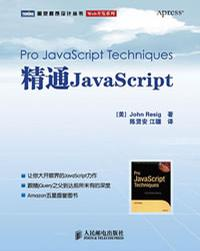 图灵程序设计丛书 Web开发系列
Apress®
Pro JavaScript Techniques
精通JavaScript
[美] John Resig 著
陈贤安 江疆 译
让你大开眼界的JavaScript力作
跟随jQuery之父到达前所未有的深度
Amazon五星盛誉图书
Pro
JavaScript
Techniques
人民邮电出版社
POSTS & TELECOM PRESS